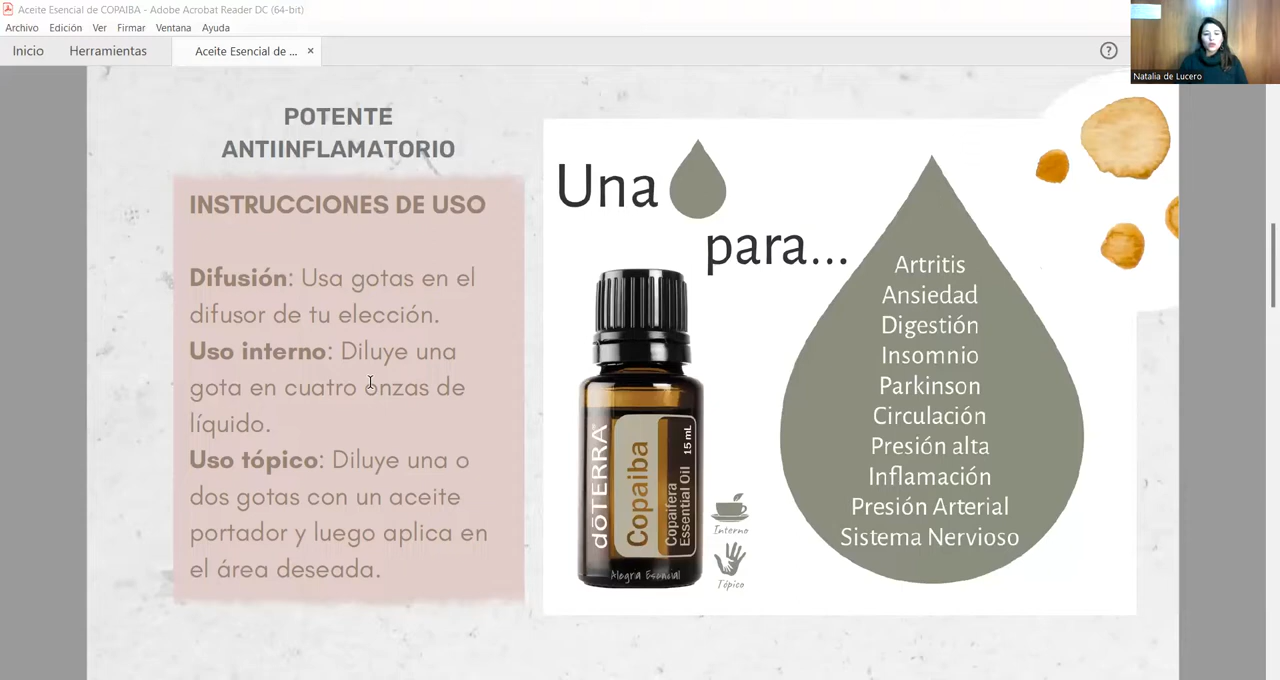 Aceite Esencial de COPAIBA - Adobe Acrobat Reader DC (64-bit)
Archivo Edición Ver Firmar Ventana Ayuda
Inicio Herramientas Aceite Esencial de ... ×
?
Natalia de Lucero
POTENTE
ANTIINFLAMATORIO
INSTRUCCIONES DE USO
Difusión: Usa gotas en el
difusor de tu elección.
Uso interno: Diluye una
gota en cuatro onzas de
líquido.
Uso tópico: Diluye una o
dos gotas con un aceite
portador y luego aplica en
el área deseada.
Una
para...
dōTERRA
Copaiba
15 mL
Copaifera
Essential Oil
Alegra Esencial
Interno
Tópico
Artritis
Ansiedad
Digestión
Insomnio
Parkinson
Circulación
Presión alta
Inflamación
Presión Arterial
Sistema Nervioso